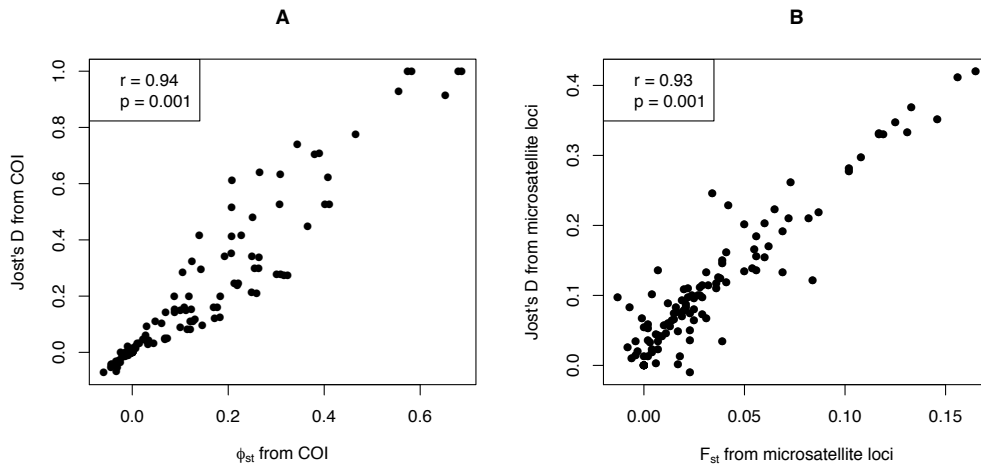 A
r = 0.94
p = 0.001
Jost's D from COI
1.0
0.8
0.6
0.4
0.2
0.0
0.0 0.2 0.4 0.6
ϕst from COI
B
r = 0.93
p = 0.001
Jost's D from microsatellite loci
0.4
0.3
0.2
0.1
0.0
0.00 0.05 0.10 0.15
Fst from microsatellite loci